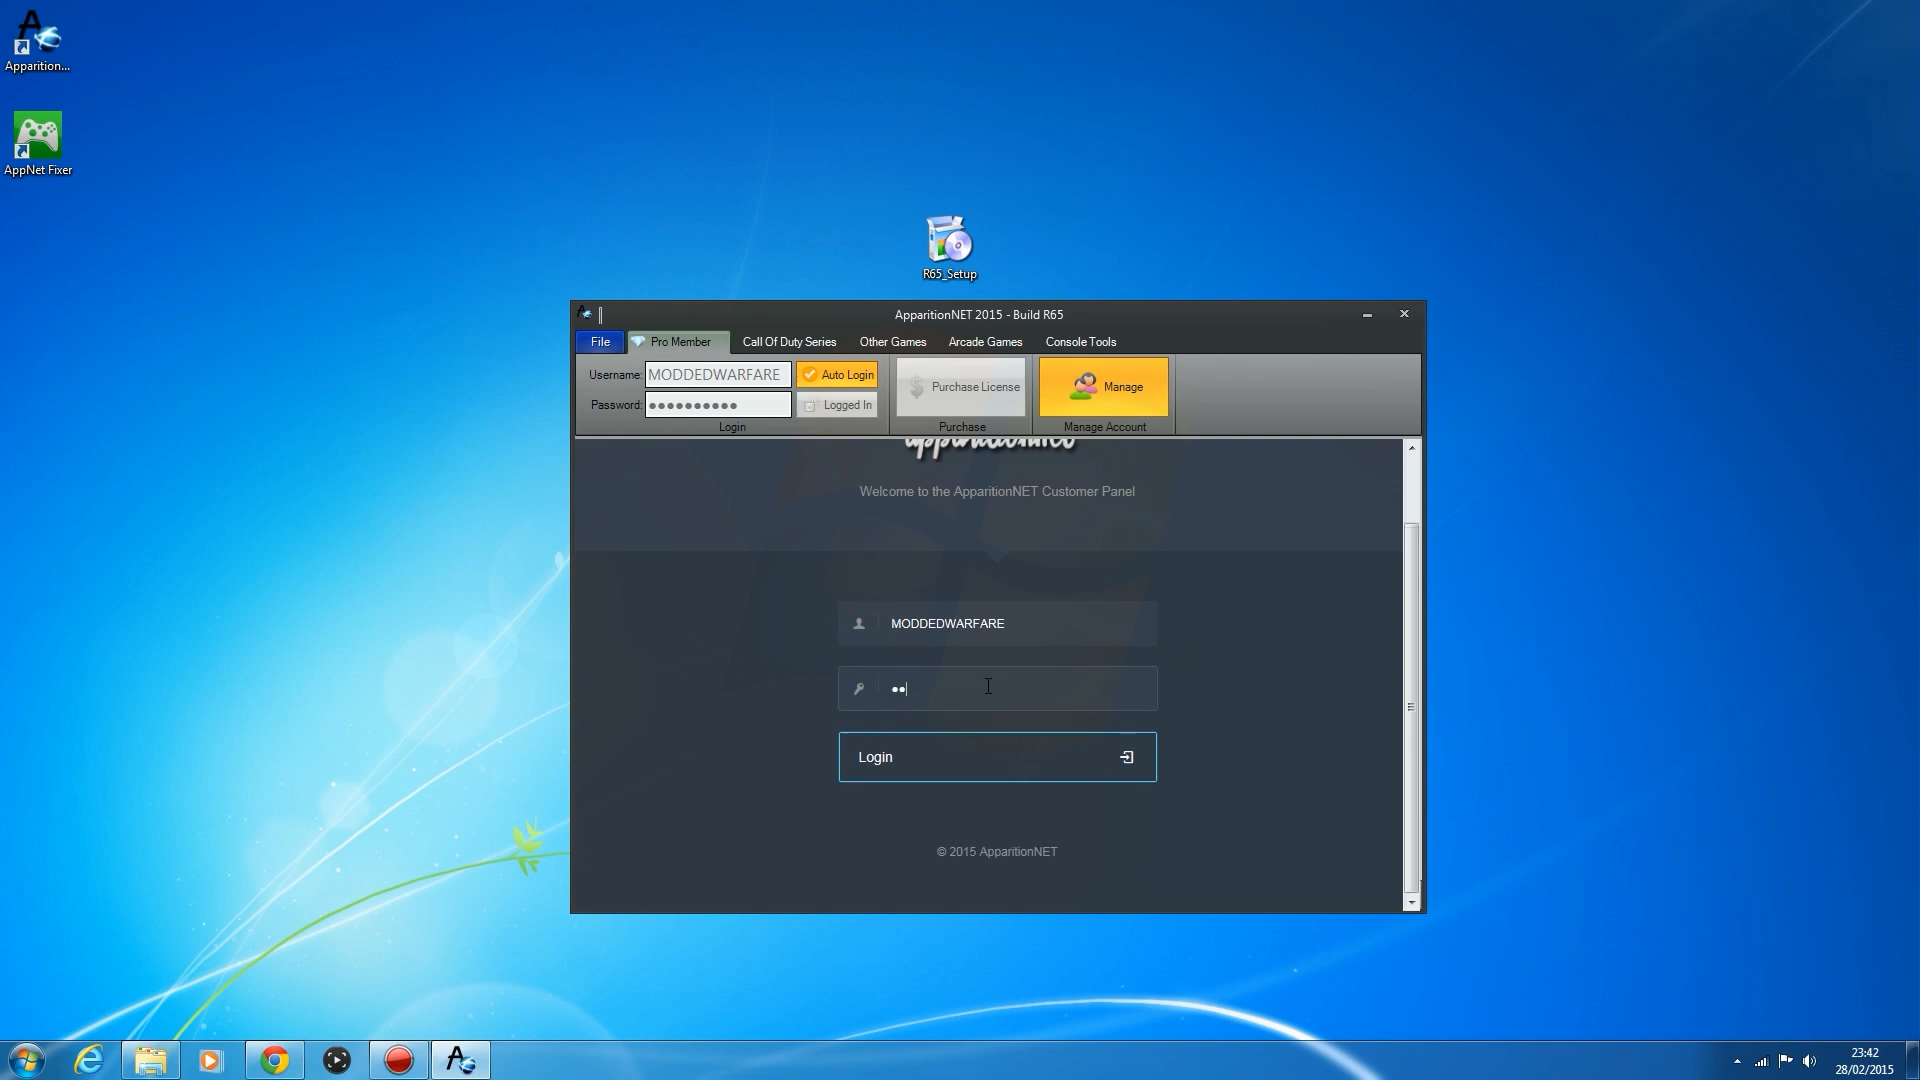 Apparition...
AppNet Fixer
R65_Setup
ApparitionNET 2015 - Build R65
File Pro Member Call Of Duty Series Other Games Arcade Games Console Tools
Username: MODDEDWARFARE Auto Login
Password: ●●●●●●●●●● Logged In
Purchase License
Manage
Login Purchase Manage Account
Welcome to the ApparitionNET Customer Panel
MODDEDWARFARE
●●
Login
© 2015 ApparitionNET
23:42
28/02/2015